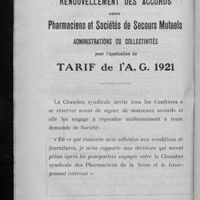 RENOUVELLEMENT DES ACCORDS
ENTRE
Pharmaciens et Sociétés de Secours Mutuels
ADMINISTRATIONS OU COLLECTIVITÉS
pour l'application du
TARIF de l'A. G. 1921
La Chambre syndicale invite tous les Confrères à
se réserver avant de signer de nouveaux accords et
elle les engage à répondre uniformément à toute
demande de Société :
« En ce qui concerne mon adhésion aux conditions de
fournitures, je m'en rapporte aux décisions qui seront
prises après les pourparlers engagés entre la Chambre
syndicale des Pharmaciens de la Seine et le Grou-
pement intéressé ».